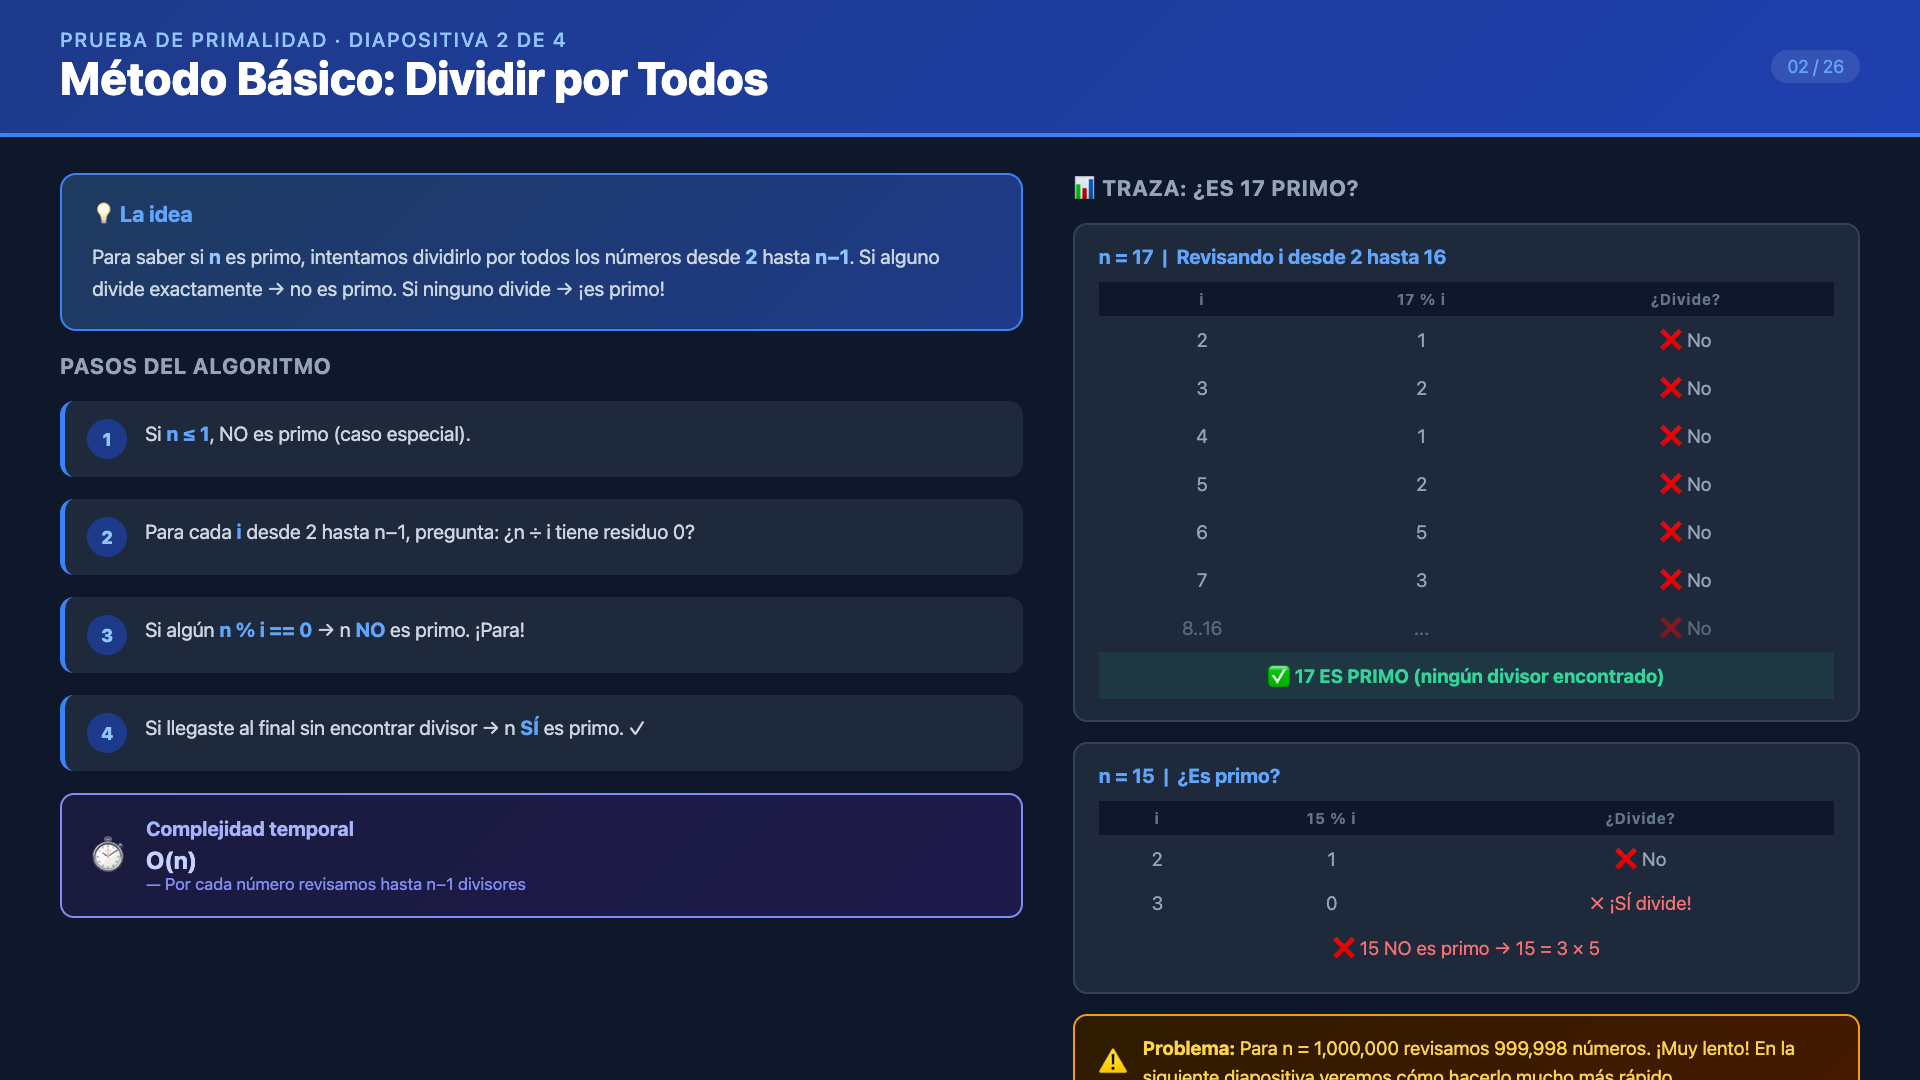 PRUEBA DE PRIMALIDAD · DIAPOSITIVA 2 DE 4
Método Básico: Dividir por Todos
02 / 26
💡 La idea
Para saber si n es primo, intentamos dividirlo por todos los números desde 2 hasta n−1. Si alguno
divide exactamente → no es primo. Si ninguno divide → ¡es primo!
PASOS DEL ALGORITMO
1 Si n ≤ 1, NO es primo (caso especial).
2 Para cada i desde 2 hasta n−1, pregunta: ¿n ÷ i tiene residuo 0?
3 Si algún n % i == 0 → n NO es primo. ¡Para!
4 Si llegaste al final sin encontrar divisor → n SÍ es primo. ✓
Complejidad temporal
O(n)
— Por cada número revisamos hasta n−1 divisores
📊 TRAZA: ¿ES 17 PRIMO?
n = 17 | Revisando i desde 2 hasta 16
i 17 % i ¿Divide?
2 1 ❌ No
3 2 ❌ No
4 1 ❌ No
5 2 ❌ No
6 5 ❌ No
7 3 ❌ No
8..16 ... ❌ No
✅ 17 ES PRIMO (ningún divisor encontrado)
n = 15 | ¿Es primo?
i 15 % i ¿Divide?
2 1 ❌ No
3 0 ✕ ¡SÍ divide!
❌ 15 NO es primo → 15 = 3 × 5
⚠️ Problema: Para n = 1,000,000 revisamos 999,998 números. ¡Muy lento! En la
siguiente diapositiva veremos cómo hacerlo mucho más rápido.